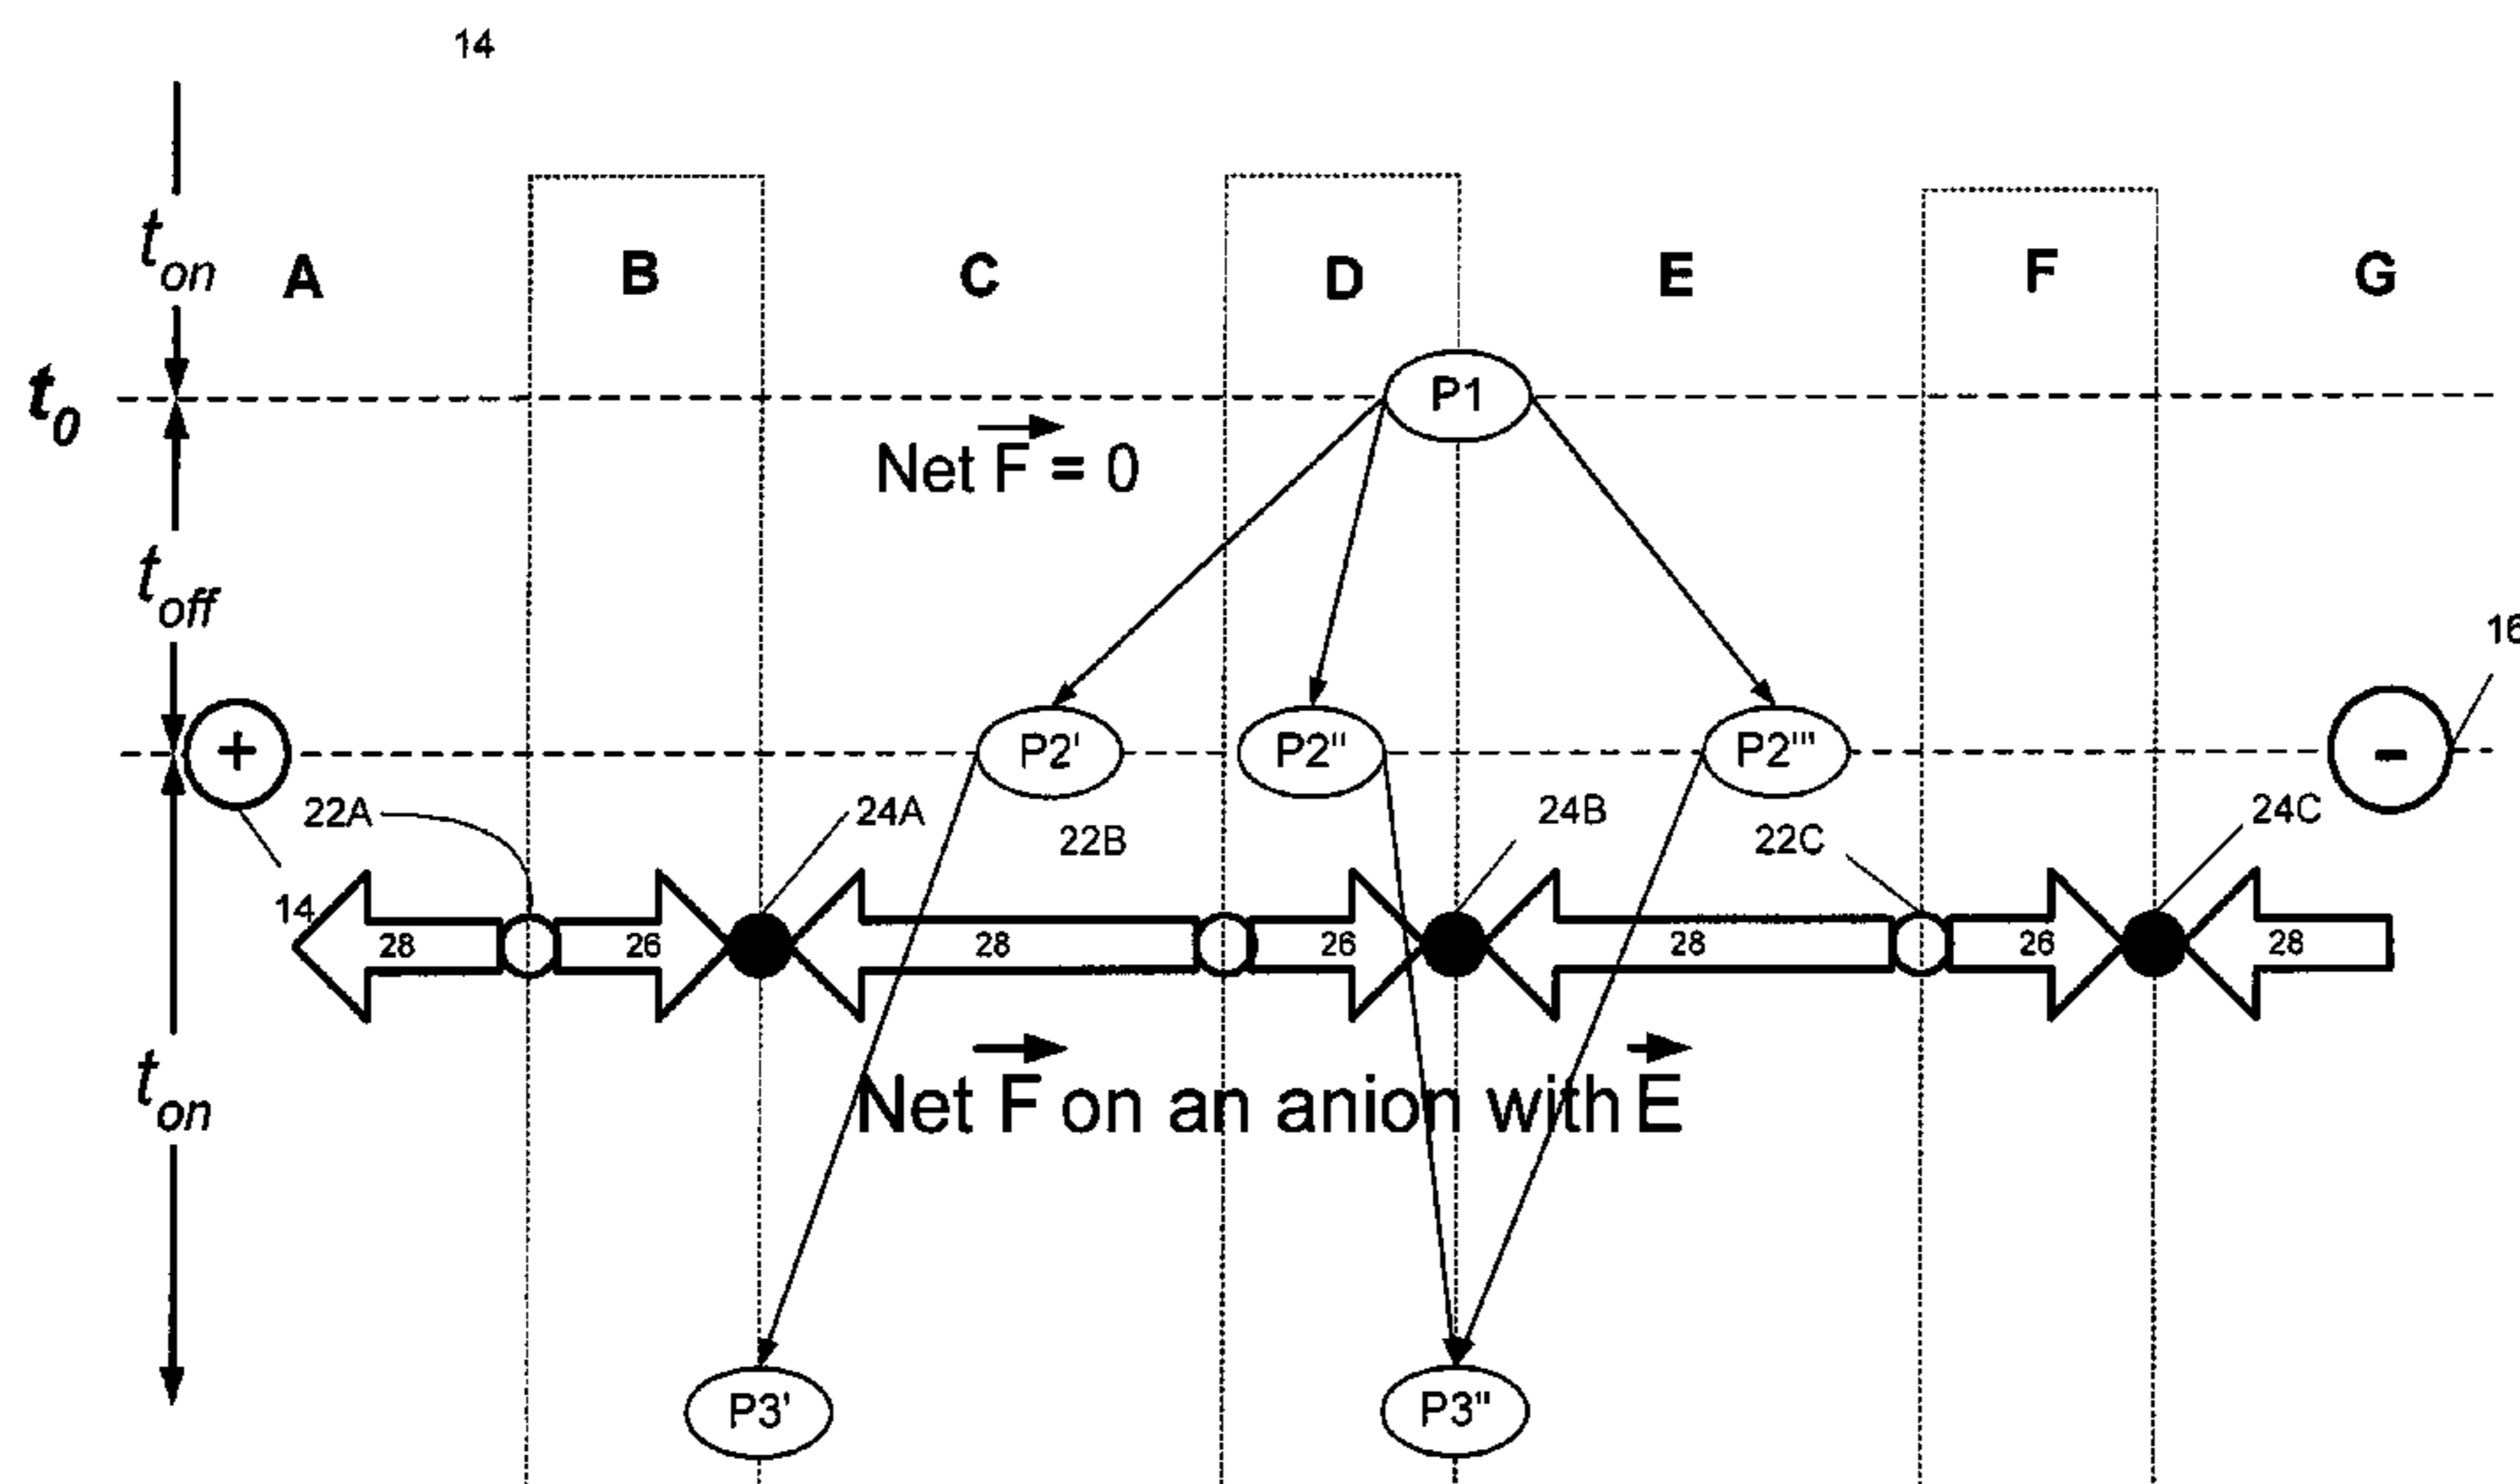 14
t_on
A B C D E F G
t_0
P1
Net F = 0
t_off
16
+
P2' P2" P2"' -
22A 24A 22B 24B 22C 24C
14
28 26 28 26 28 26 28
Net F on an anion with E
t_on
P3' P3"